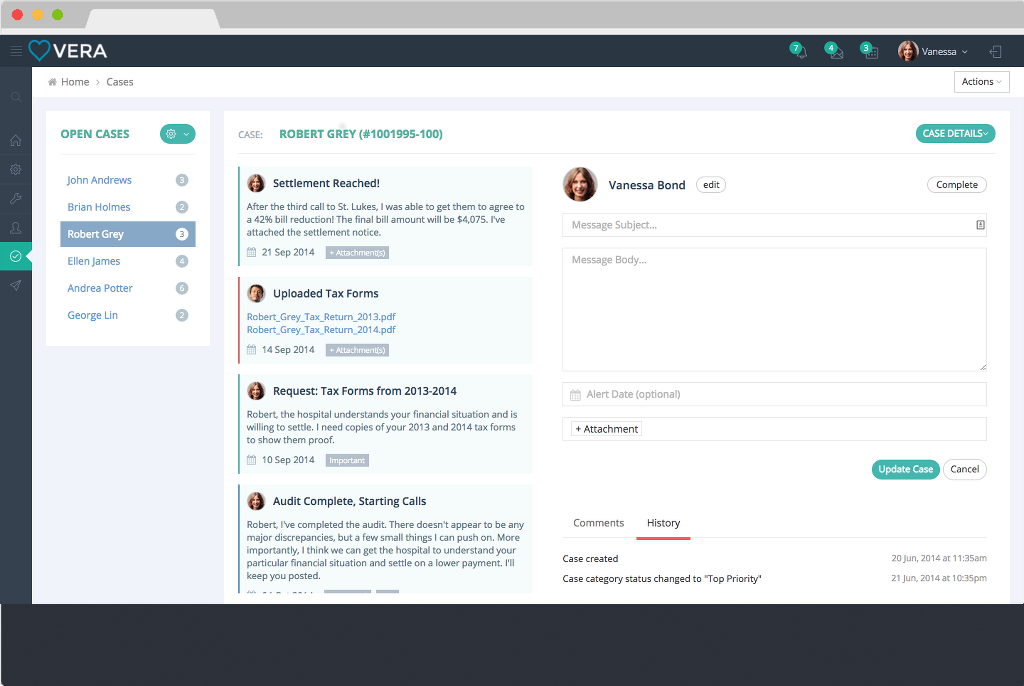 VERA
7
4
3
Vanessa
Home > Cases
Actions
OPEN CASES
John Andrews 3
Brian Holmes 2
Robert Grey 3
Ellen James 4
Andrea Potter 6
George Lin 2
CASE: ROBERT GREY (#1001995-100)
CASE DETAILS
Settlement Reached!
After the third call to St. Lukes, I was able to get them to agree to
a 42% bill reduction! The final bill amount will be $4,075. I've
attached the settlement notice.
21 Sep 2014 + Attachment(s)
Uploaded Tax Forms
Robert_Grey_Tax_Return_2013.pdf
Robert_Grey_Tax_Return_2014.pdf
14 Sep 2014 + Attachment(s)
Request: Tax Forms from 2013-2014
Robert, the hospital understands your financial situation and is
willing to settle. I need copies of your 2013 and 2014 tax forms
to show them proof.
10 Sep 2014 Important
Audit Complete, Starting Calls
Robert, I've completed the audit. There doesn't appear to be any
major discrepancies, but a few small things I can push on. More
importantly, I think we can get the hospital to understand your
particular financial situation and settle on a lower payment. I'll
keep you posted.
Vanessa Bond edit
Complete
Message Subject...
Message Body...
Alert Date (optional)
+ Attachment
Update Case Cancel
Comments History
Case created 20 Jun, 2014 at 11:35am
Case category status changed to "Top Priority" 21 Jun, 2014 at 10:35pm